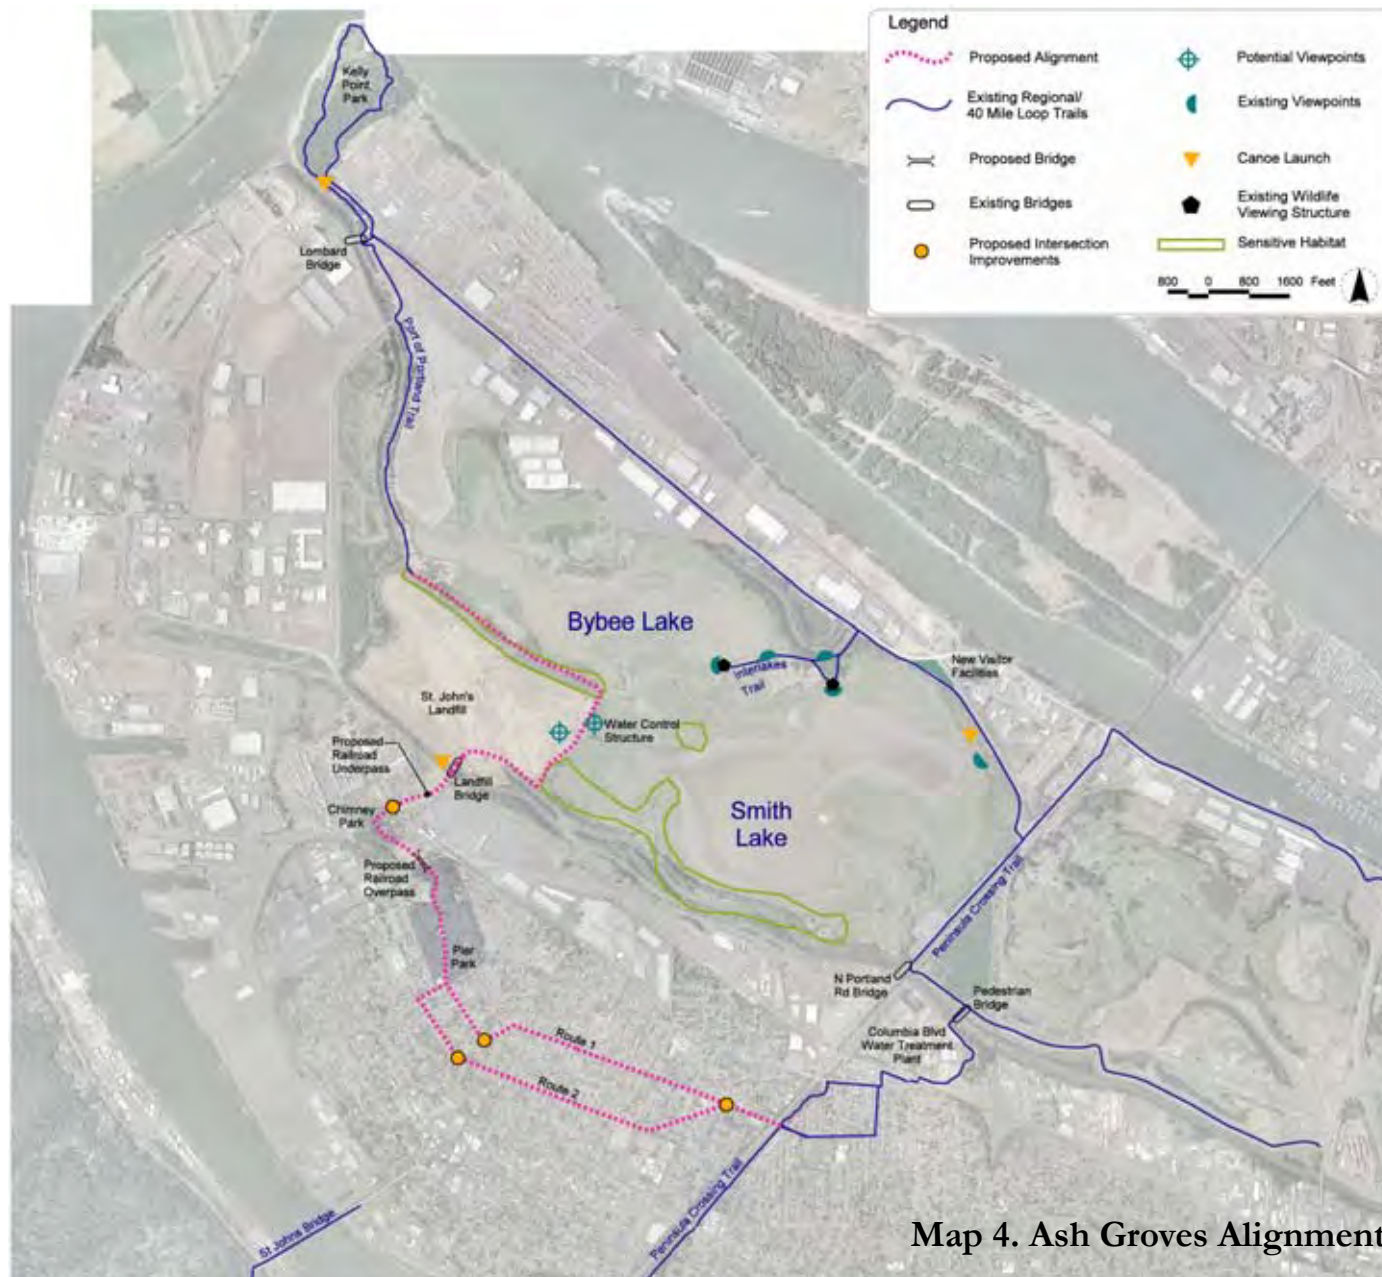 Legend
Proposed Alignment
Existing Regional/
40 Mile Loop Trails
Proposed Bridge
Existing Bridges
Proposed Intersection
Improvements
Potential Viewpoints
Existing Viewpoints
Canoe Launch
Existing Wildlife
Viewing Structure
Sensitive Habitat
800 0 800 1600 Feet
Kelly
Point
Park
Lombard
Bridge
Port of Portland Trail
Bybee Lake
Interlakes
Trail
New Visitor
Facilities
St. John's
Landfill
Water Control
Structure
Proposed
Railroad
Underpass
Landfill
Bridge
Chimney
Park
Smith
Lake
Proposed
Railroad
Overpass
Peninsula Crossing Trail
Pier
Park
N Portland
Rd Bridge
Pedestrian
Bridge
Columbia Blvd
Water Treatment
Plant
Route 1
Route 2
Peninsula Crossing Trail
St Johns Bridge
Map 4. Ash Groves Alignment